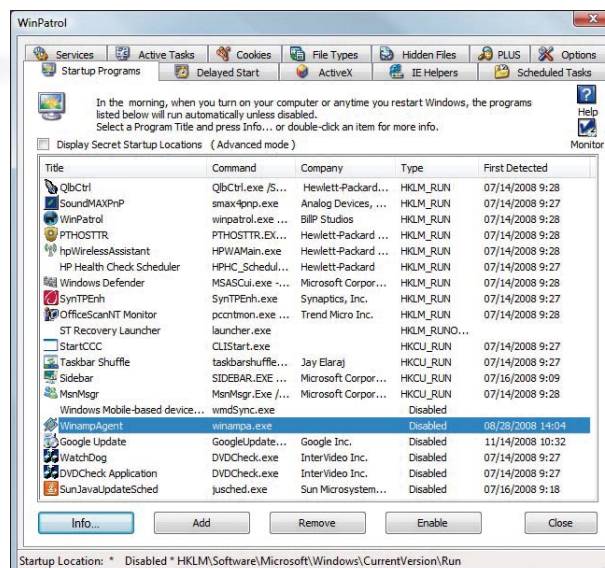 WinPatrol
Services Active Tasks Cookies File Types Hidden Files PLUS Options
Startup Programs Delayed Start ActiveX IE Helpers Scheduled Tasks
In the morning, when you turn on your computer or anytime you restart Windows, the programs
listed below will run automatically unless disabled.
Select a Program Title and press Info... or double-click an item for more info.
Help
Display Secret Startup Locations (Advanced mode)
Monitor
Title Command Company Type First Detected
QlbCtrl QlbCtrl.exe /S... Hewlett-Packard... HKLM_RUN 07/14/2008 9:28
SoundMAXPnP smax4pnp.exe Analog Devices, ... HKLM_RUN 07/14/2008 9:27
WinPatrol winpatrol.exe ... BillP Studios HKLM_RUN 07/14/2008 9:28
PTHOSTTR PTHOSTTR.EX... Hewlett-Packard ... HKLM_RUN 07/14/2008 9:28
hpWirelessAssistant HPWAMain.exe Hewlett-Packard ... HKLM_RUN 07/14/2008 9:28
HP Health Check Scheduler HPHC_Schedul... Hewlett-Packard HKLM_RUN 07/14/2008 9:27
Windows Defender MSASCui.exe -... Microsoft Corpor... HKLM_RUN 07/14/2008 9:28
SynTPEnh SynTPEnh.exe Synaptics, Inc. HKLM_RUN 07/14/2008 9:27
OfficeScanNT Monitor pccntmon.exe ... Trend Micro Inc. HKLM_RUN 07/14/2008 9:28
ST Recovery Launcher launcher.exe HKLM_RUNO...
StartCCC CLIStart.exe HKCU_RUN 07/14/2008 9:27
Taskbar Shuffle taskbarshuffle... Jay Elaraj HKCU_RUN 07/14/2008 9:27
Sidebar SIDEBAR.EXE ... Microsoft Corpor... HKCU_RUN 07/16/2008 9:09
MsnMsgr MsnMsgr.Exe /... Microsoft Corpor... HKCU_RUN 07/14/2008 9:28
Windows Mobile-based device... wmdSync.exe Disabled
WinampAgent winampa.exe Disabled 08/28/2008 14:04
Google Update GoogleUpdate... Google Inc. Disabled 11/14/2008 10:32
WatchDog DVDCheck.exe InterVideo Inc. Disabled 07/14/2008 9:27
DVDCheck Application DVDCheck.exe InterVideo Inc. Disabled 07/14/2008 9:27
SunJavaUpdateSched jusched.exe Sun Microsystem... Disabled 07/16/2008 9:18
Info... Add Remove Enable Close
Startup Location: * Disabled * HKLM\Software\Microsoft\Windows\CurrentVersion\Run